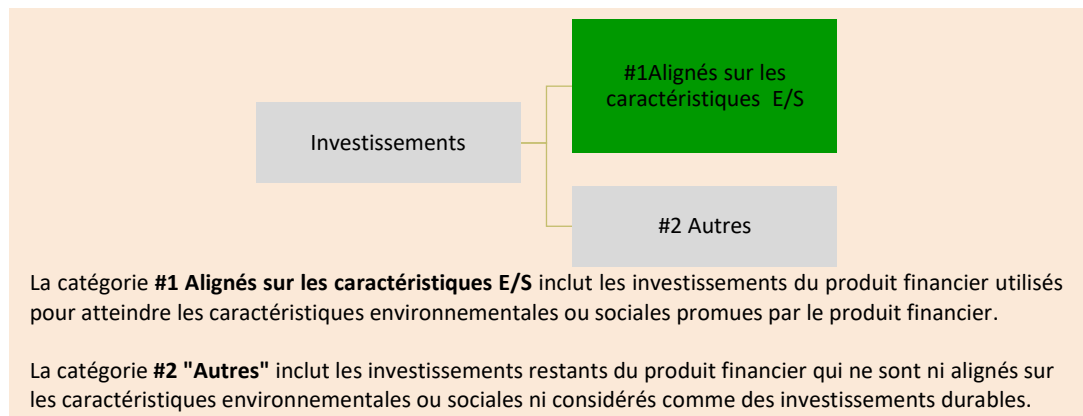 #1Alignés sur les
caractéristiques E/S
Investissements
#2 Autres
La catégorie #1 Alignés sur les caractéristiques E/S inclut les investissements du produit financier utilisés
pour atteindre les caractéristiques environnementales ou sociales promues par le produit financier.
La catégorie #2 "Autres" inclut les investissements restants du produit financier qui ne sont ni alignés sur
les caractéristiques environnementales ou sociales ni considérés comme des investissements durables.